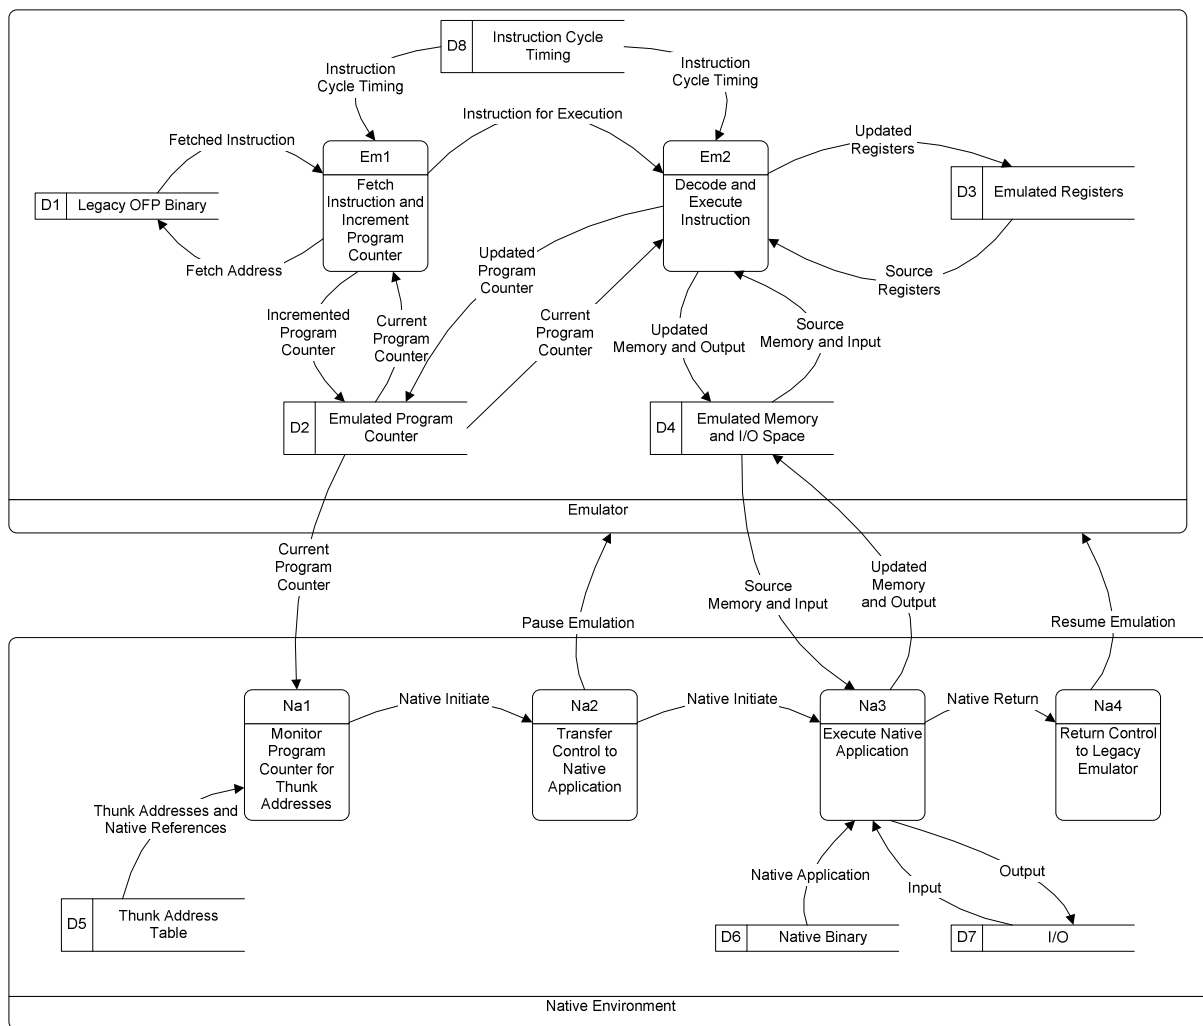 D8
Instruction Cycle
Timing
Instruction
Cycle Timing
Instruction
Cycle Timing
Instruction for Execution
Fetched Instruction
Updated
Registers
Em1
Fetch
Instruction and
Increment
Program
Counter
Em2
Decode and
Execute
Instruction
D1
Legacy OFP Binary
D3
Emulated Registers
Fetch Address
Updated
Program
Counter
Source
Registers
Incremented
Program
Counter
Current
Program
Counter
Current
Program
Counter
Updated
Memory and Output
Source
Memory and Input
D2
Emulated Program
Counter
D4
Emulated Memory
and I/O Space
Emulator
Current
Program
Counter
Pause Emulation
Source
Memory and Input
Updated
Memory
and Output
Resume Emulation
Na1
Monitor
Program
Counter for
Thunk
Addresses
Native Initiate
Na2
Transfer
Control to
Native
Application
Native Initiate
Na3
Execute Native
Application
Native Return
Na4
Return Control
to Legacy
Emulator
Thunk Addresses and
Native References
Native Application
Input
Output
D5
Thunk Address
Table
D6
Native Binary
D7
I/O
Native Environment